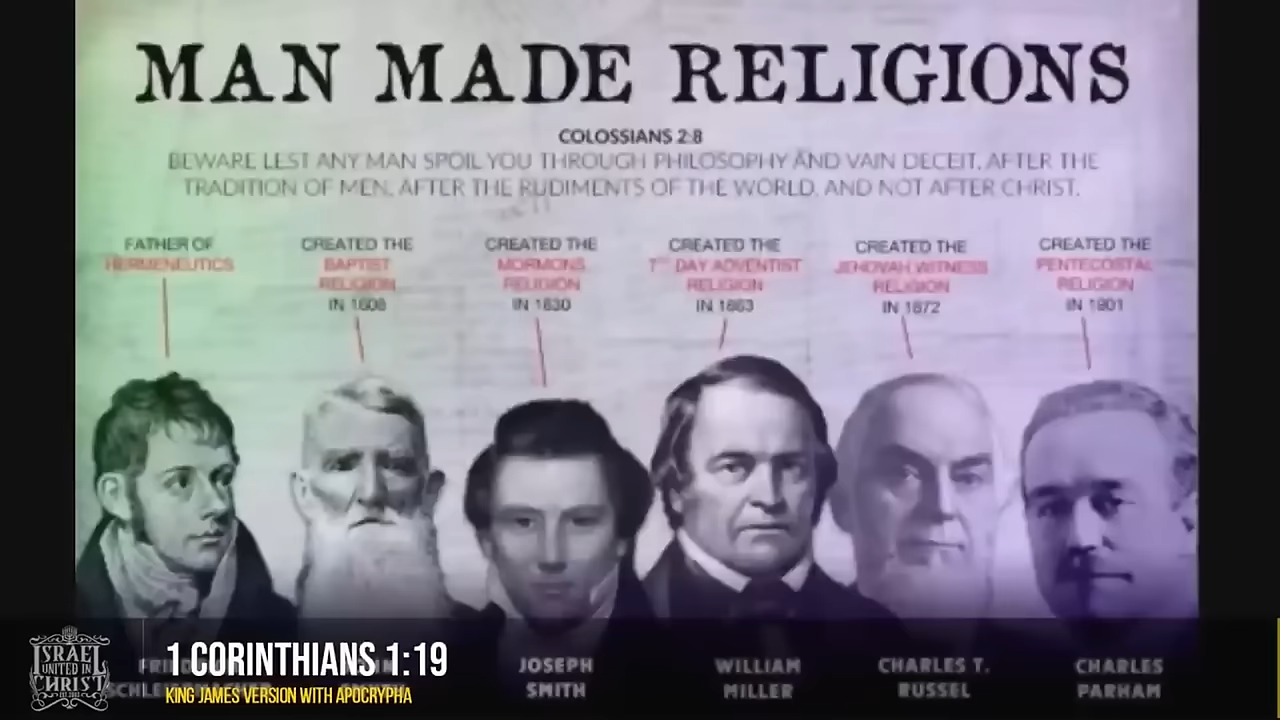 MAN MADE RELIGIONS
COLOSSIANS 2:8
BEWARE LEST ANY MAN SPOIL YOU THROUGH PHILOSOPHY AND VAIN DECEIT, AFTER THE
TRADITION OF MEN, AFTER THE RUDIMENTS OF THE WORLD, AND NOT AFTER CHRIST.
FATHER OF
HERMENEUTICS
CREATED THE
BAPTIST
RELIGION
IN 1608
CREATED THE
MORMONS
RELIGION
IN 1830
CREATED THE
7TH DAY ADVENTIST
RELIGION
IN 1863
CREATED THE
JEHOVAH WITNESS
RELIGION
IN 1872
CREATED THE
PENTECOSTAL
RELIGION
IN 1901
JOSEPH
SMITH
WILLIAM
MILLER
CHARLES T.
RUSSEL
CHARLES
PARHAM
ISRAEL
UNITED IN
CHRIST
1 CORINTHIANS 1:19
KING JAMES VERSION WITH APOCRYPHA